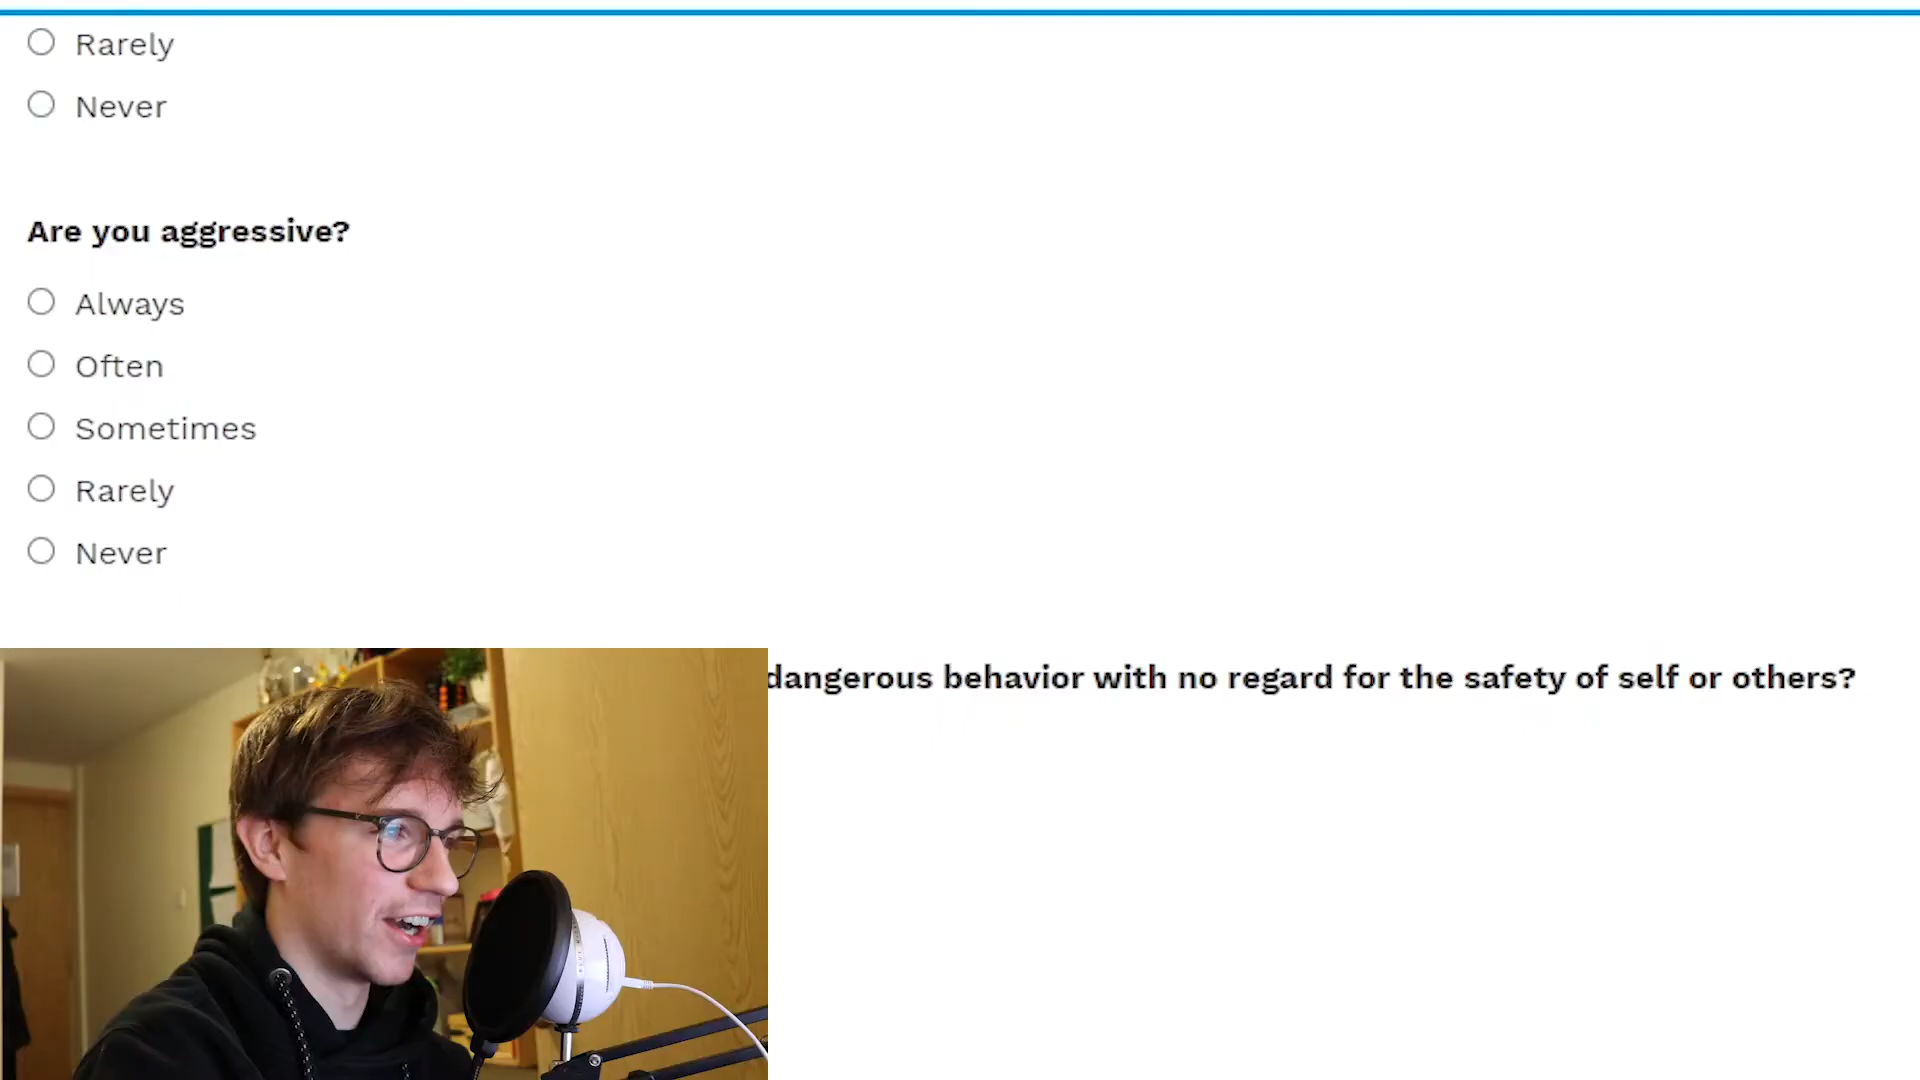 Rarely
Never
Are you aggressive?
Always
Often
Sometimes
Rarely
Never
dangerous behavior with no regard for the safety of self or others?